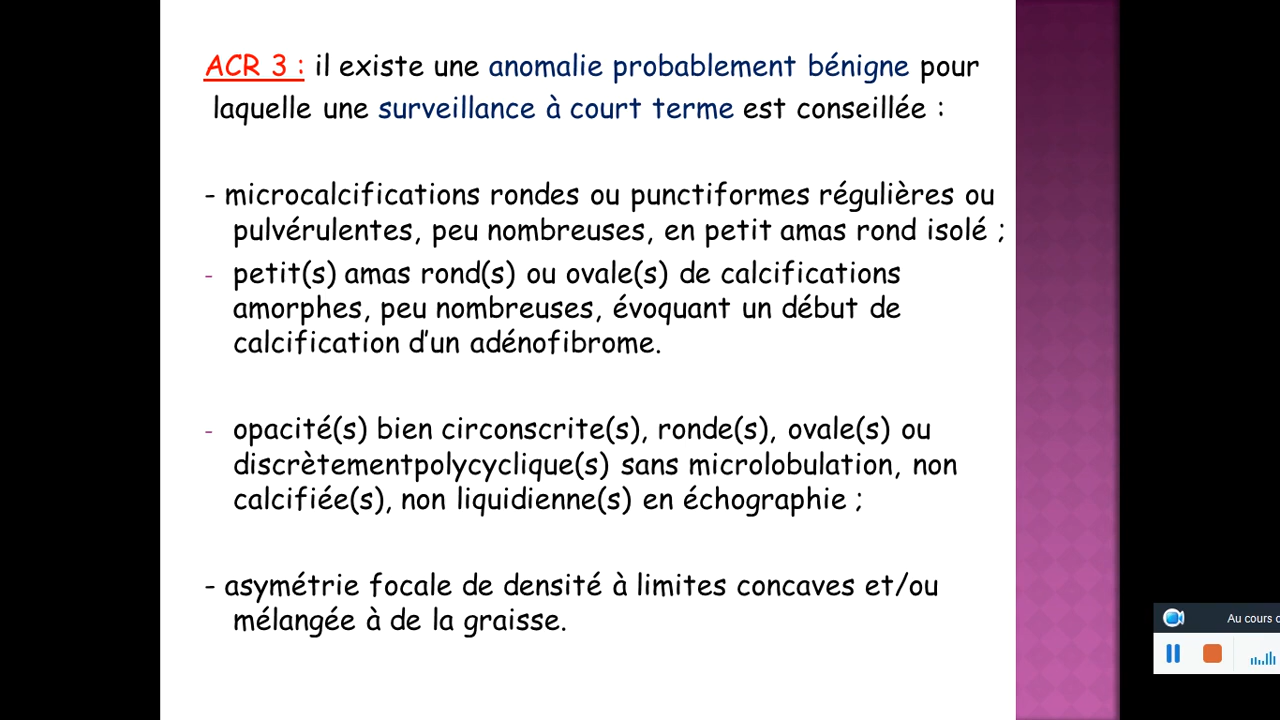 ACR 3 : il existe une anomalie probablement bénigne pour
laquelle une surveillance à court terme est conseillée :
- microcalcifications rondes ou punctiformes régulières ou
pulvérulentes, peu nombreuses, en petit amas rond isolé ;
- petit(s) amas rond(s) ou ovale(s) de calcifications
amorphes, peu nombreuses, évoquant un début de
calcification d’un adénofibrome.
- opacité(s) bien circonscrite(s), ronde(s), ovale(s) ou
discrètementpolycyclique(s) sans microlobulation, non
calcifiée(s), non liquidienne(s) en échographie ;
- asymétrie focale de densité à limites concaves et/ou
mélangée à de la graisse.
Au cours